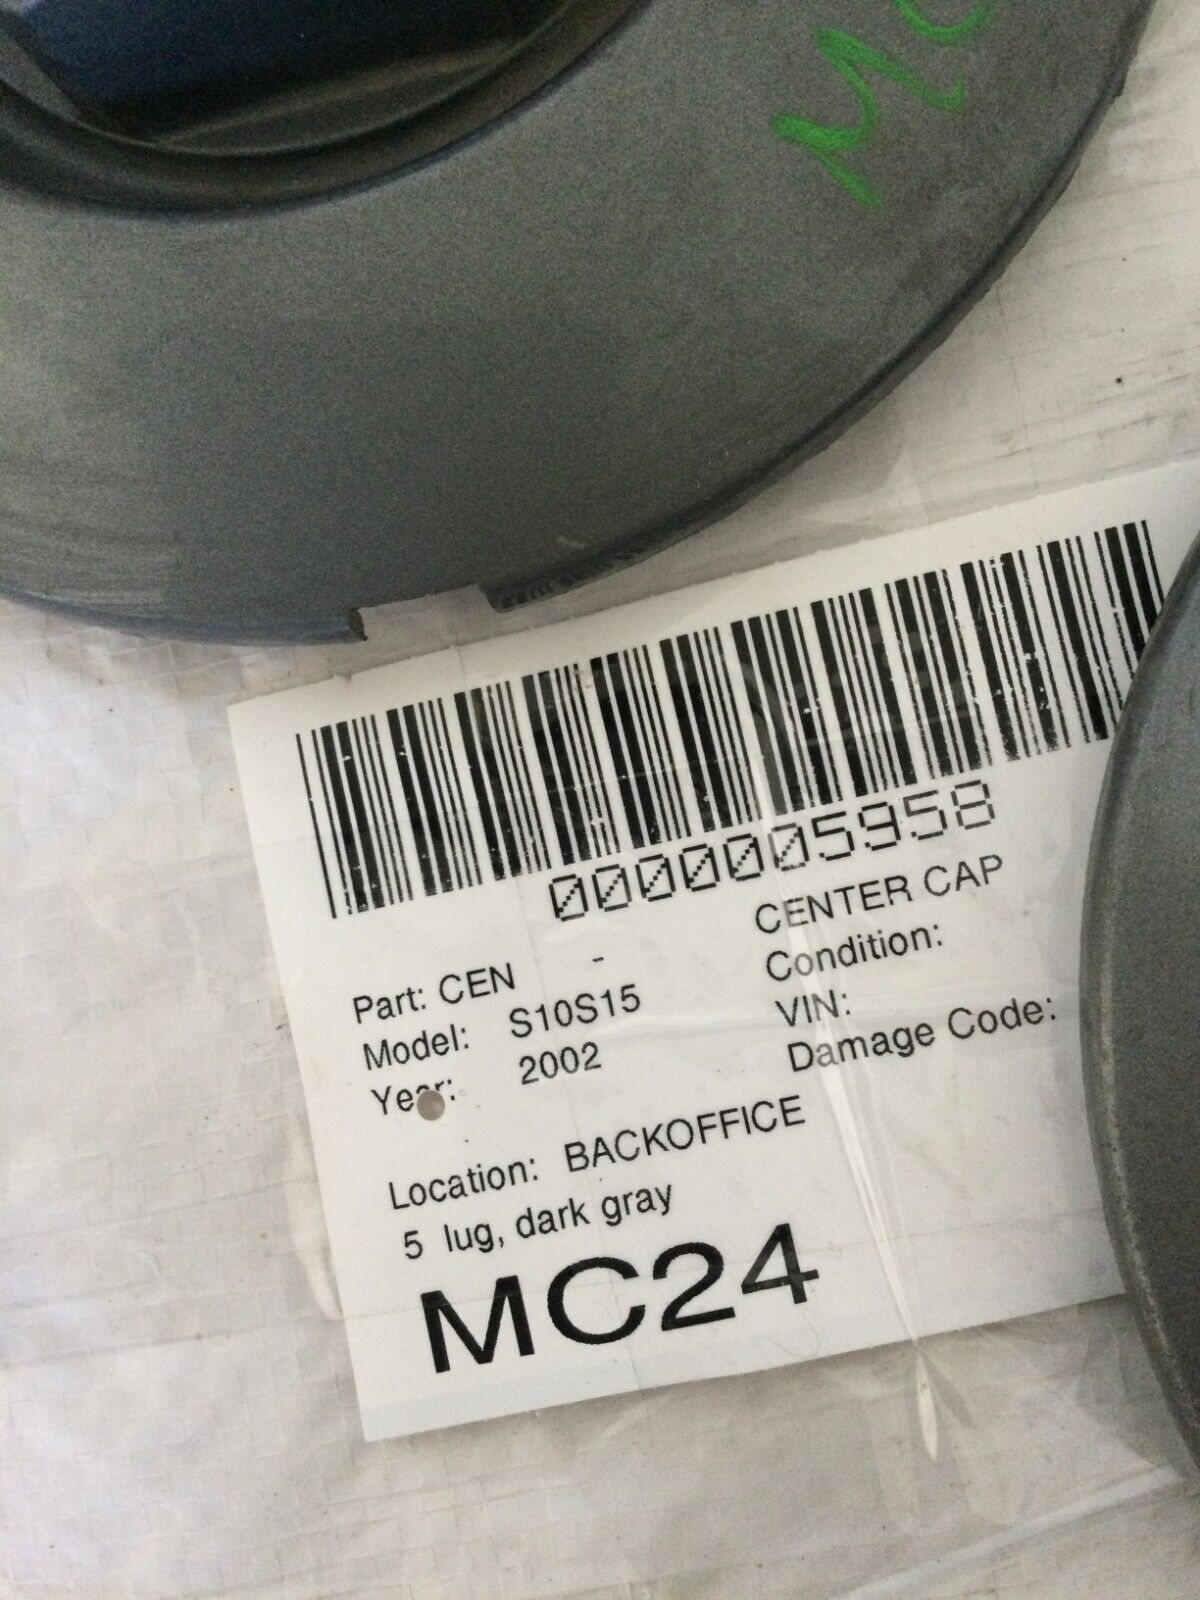 MC
0000005958
Part: CEN - CENTER CAP
Model: S10S15 Condition:
Year: 2002 VIN:
Damage Code:
Location: BACKOFFICE
5 lug, dark gray
MC24